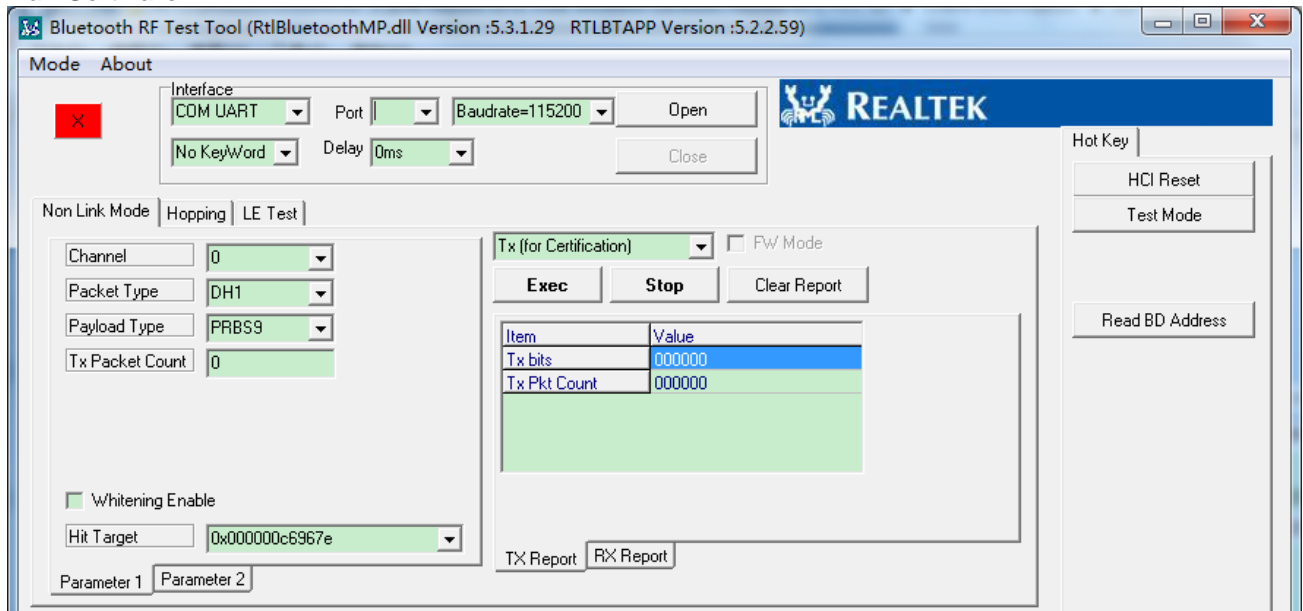 Bluetooth RF Test Tool (RtlBluetoothMP.dll Version :5.3.1.29 RTLBTAPP Version :5.2.2.59)
Mode About
Interface
COM UART Port Baudrate=115200 Open
No KeyWord Delay 0ms Close
X
REALTEK
Hot Key
HCI Reset
Test Mode
Read BD Address
Non Link Mode Hopping LE Test
Channel 0
Packet Type DH1
Payload Type PRBS9
Tx Packet Count 0
Whitening Enable
Hit Target 0x000000c6967e
Parameter 1 Parameter 2
Tx (for Certification) FW Mode
Exec Stop Clear Report
Item Value
Tx bits 000000
Tx Pkt Count 000000
TX Report RX Report